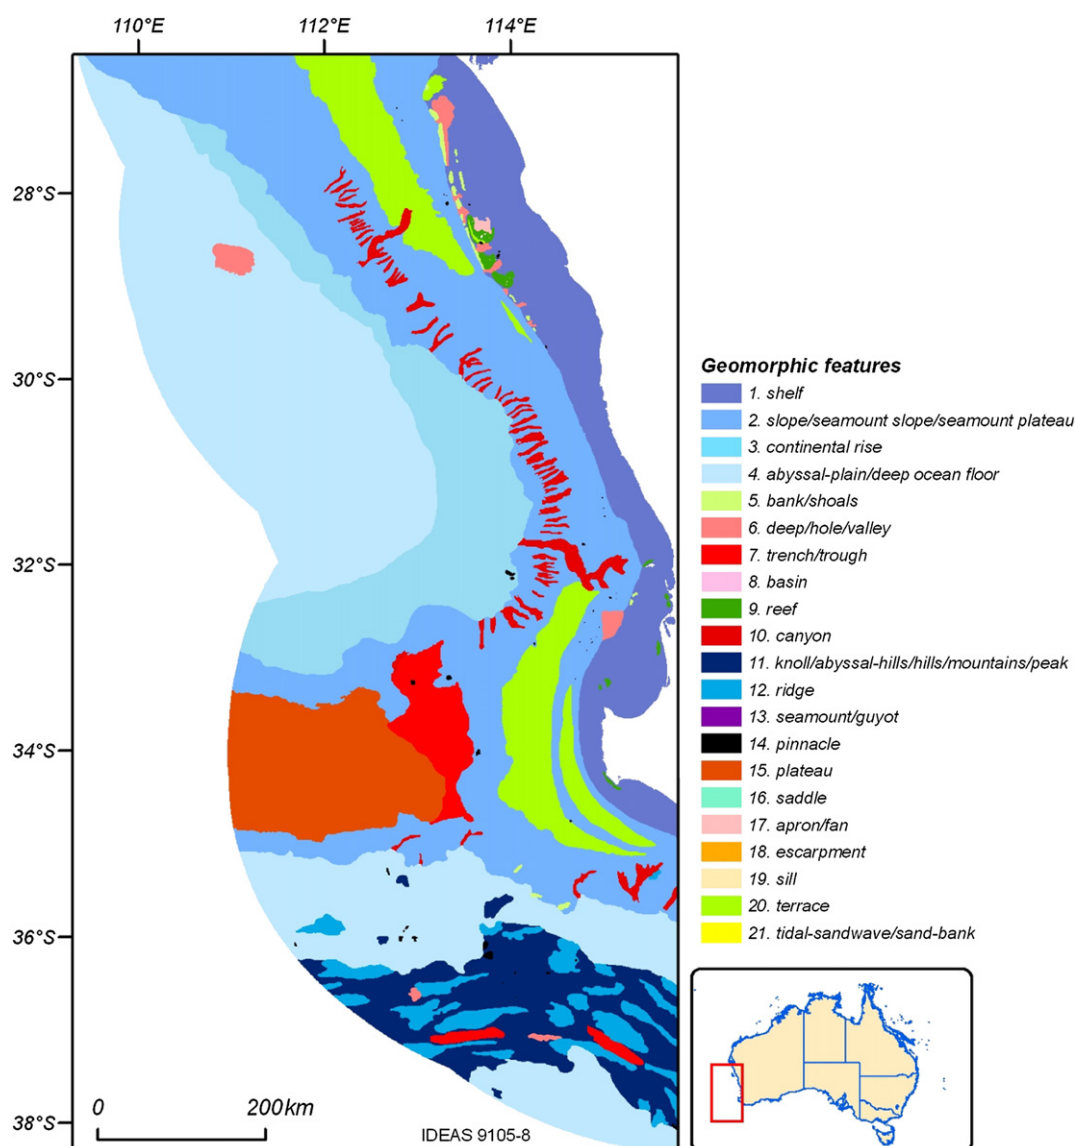 110°E 112°E 114°E
28°S
30°S
32°S
34°S
36°S
38°S
Geomorphic features
1. shelf
2. slope/seamount slope/seamount plateau
3. continental rise
4. abyssal-plain/deep ocean floor
5. bank/shoals
6. deep/hole/valley
7. trench/trough
8. basin
9. reef
10. canyon
11. knoll/abyssal-hills/hills/mountains/peak
12. ridge
13. seamount/guyot
14. pinnacle
15. plateau
16. saddle
17. apron/fan
18. escarpment
19. sill
20. terrace
21. tidal-sandwave/sand-bank
0 200km
IDEAS 9105-8